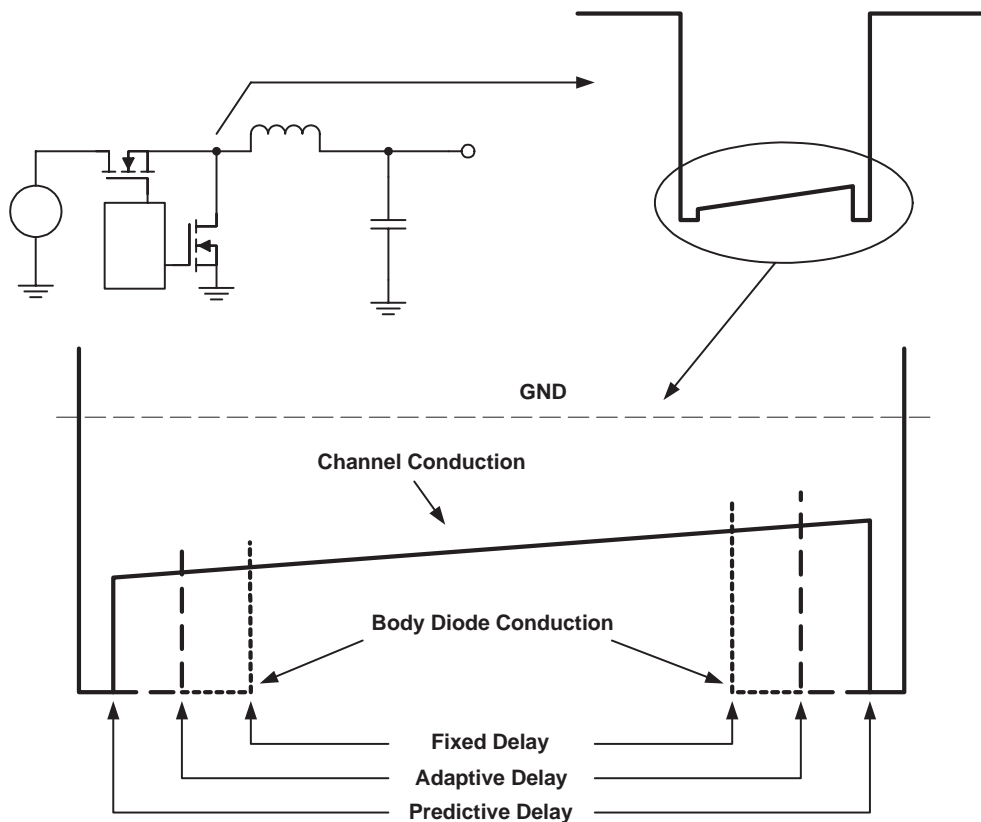 GND
Channel Conduction
Body Diode Conduction
Fixed Delay
Adaptive Delay
Predictive Delay